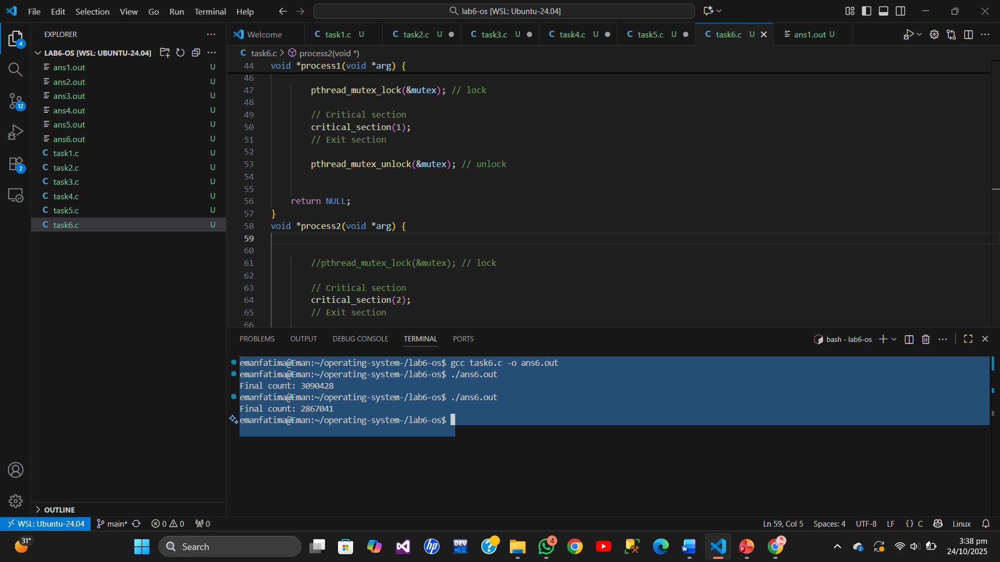 File Edit Selection View Go Run Terminal Help
lab6-os [WSL: Ubuntu-24.04]
EXPLORER
LAB6-OS [WSL: UBUNTU-24.04]
ans1.out U
ans2.out U
ans3.out U
ans4.out U
ans5.out U
ans6.out U
C task1.c U
C task2.c U
C task3.c U
C task4.c U
C task5.c U
C task6.c U
OUTLINE
4
12
2
Welcome
C task1.c U
C task2.c U
C task3.c U
C task4.c U
C task5.c U
C task6.c U
ans1.out U
C task6.c > process2(void *)
44 void *process1(void *arg) {
46
47 pthread_mutex_lock(&mutex); // lock
48
49 // Critical section
50 critical_section(1);
51 // Exit section
52
53 pthread_mutex_unlock(&mutex); // unlock
54
55
56 return NULL;
57 }
58 void *process2(void *arg) {
59
60
61 //pthread_mutex_lock(&mutex); // lock
62
63 // Critical section
64 critical_section(2);
65 // Exit section
66
PROBLEMS OUTPUT DEBUG CONSOLE TERMINAL PORTS
bash - lab6-os
emanfatima@Eman:~/operating-system-/lab6-os$ gcc task6.c -o ans6.out
emanfatima@Eman:~/operating-system-/lab6-os$ ./ans6.out
Final count: 3090428
emanfatima@Eman:~/operating-system-/lab6-os$ ./ans6.out
Final count: 2867041
emanfatima@Eman:~/operating-system-/lab6-os$
WSL: Ubuntu-24.04 main* 0 0 0
Ln 59, Col 5 Spaces: 4 UTF-8 LF {} C Linux
31°
Search
DEV C++
4
3:38 pm
24/10/2025